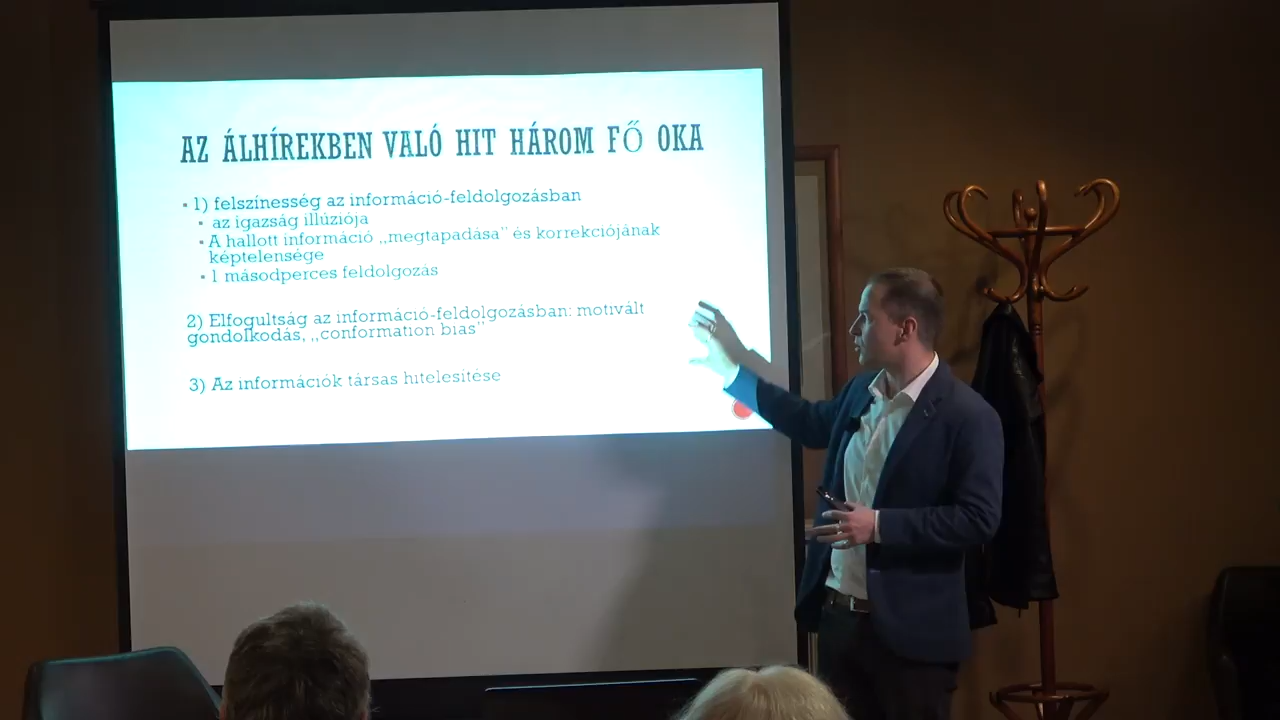 AZ ÁLHÍREKBEN VALÓ HIT HÁROM FŐ OKA
1) felszínesség az információ-feldolgozásban
az igazság illúziója
A hallott információ „megtapadása" és korrekciójának
képtelensége
1 másodperces feldolgozás
2) Elfogultság az információ-feldolgozásban: motivált
gondolkodás, „conformation bias"
3) Az információk társas hitelesítése